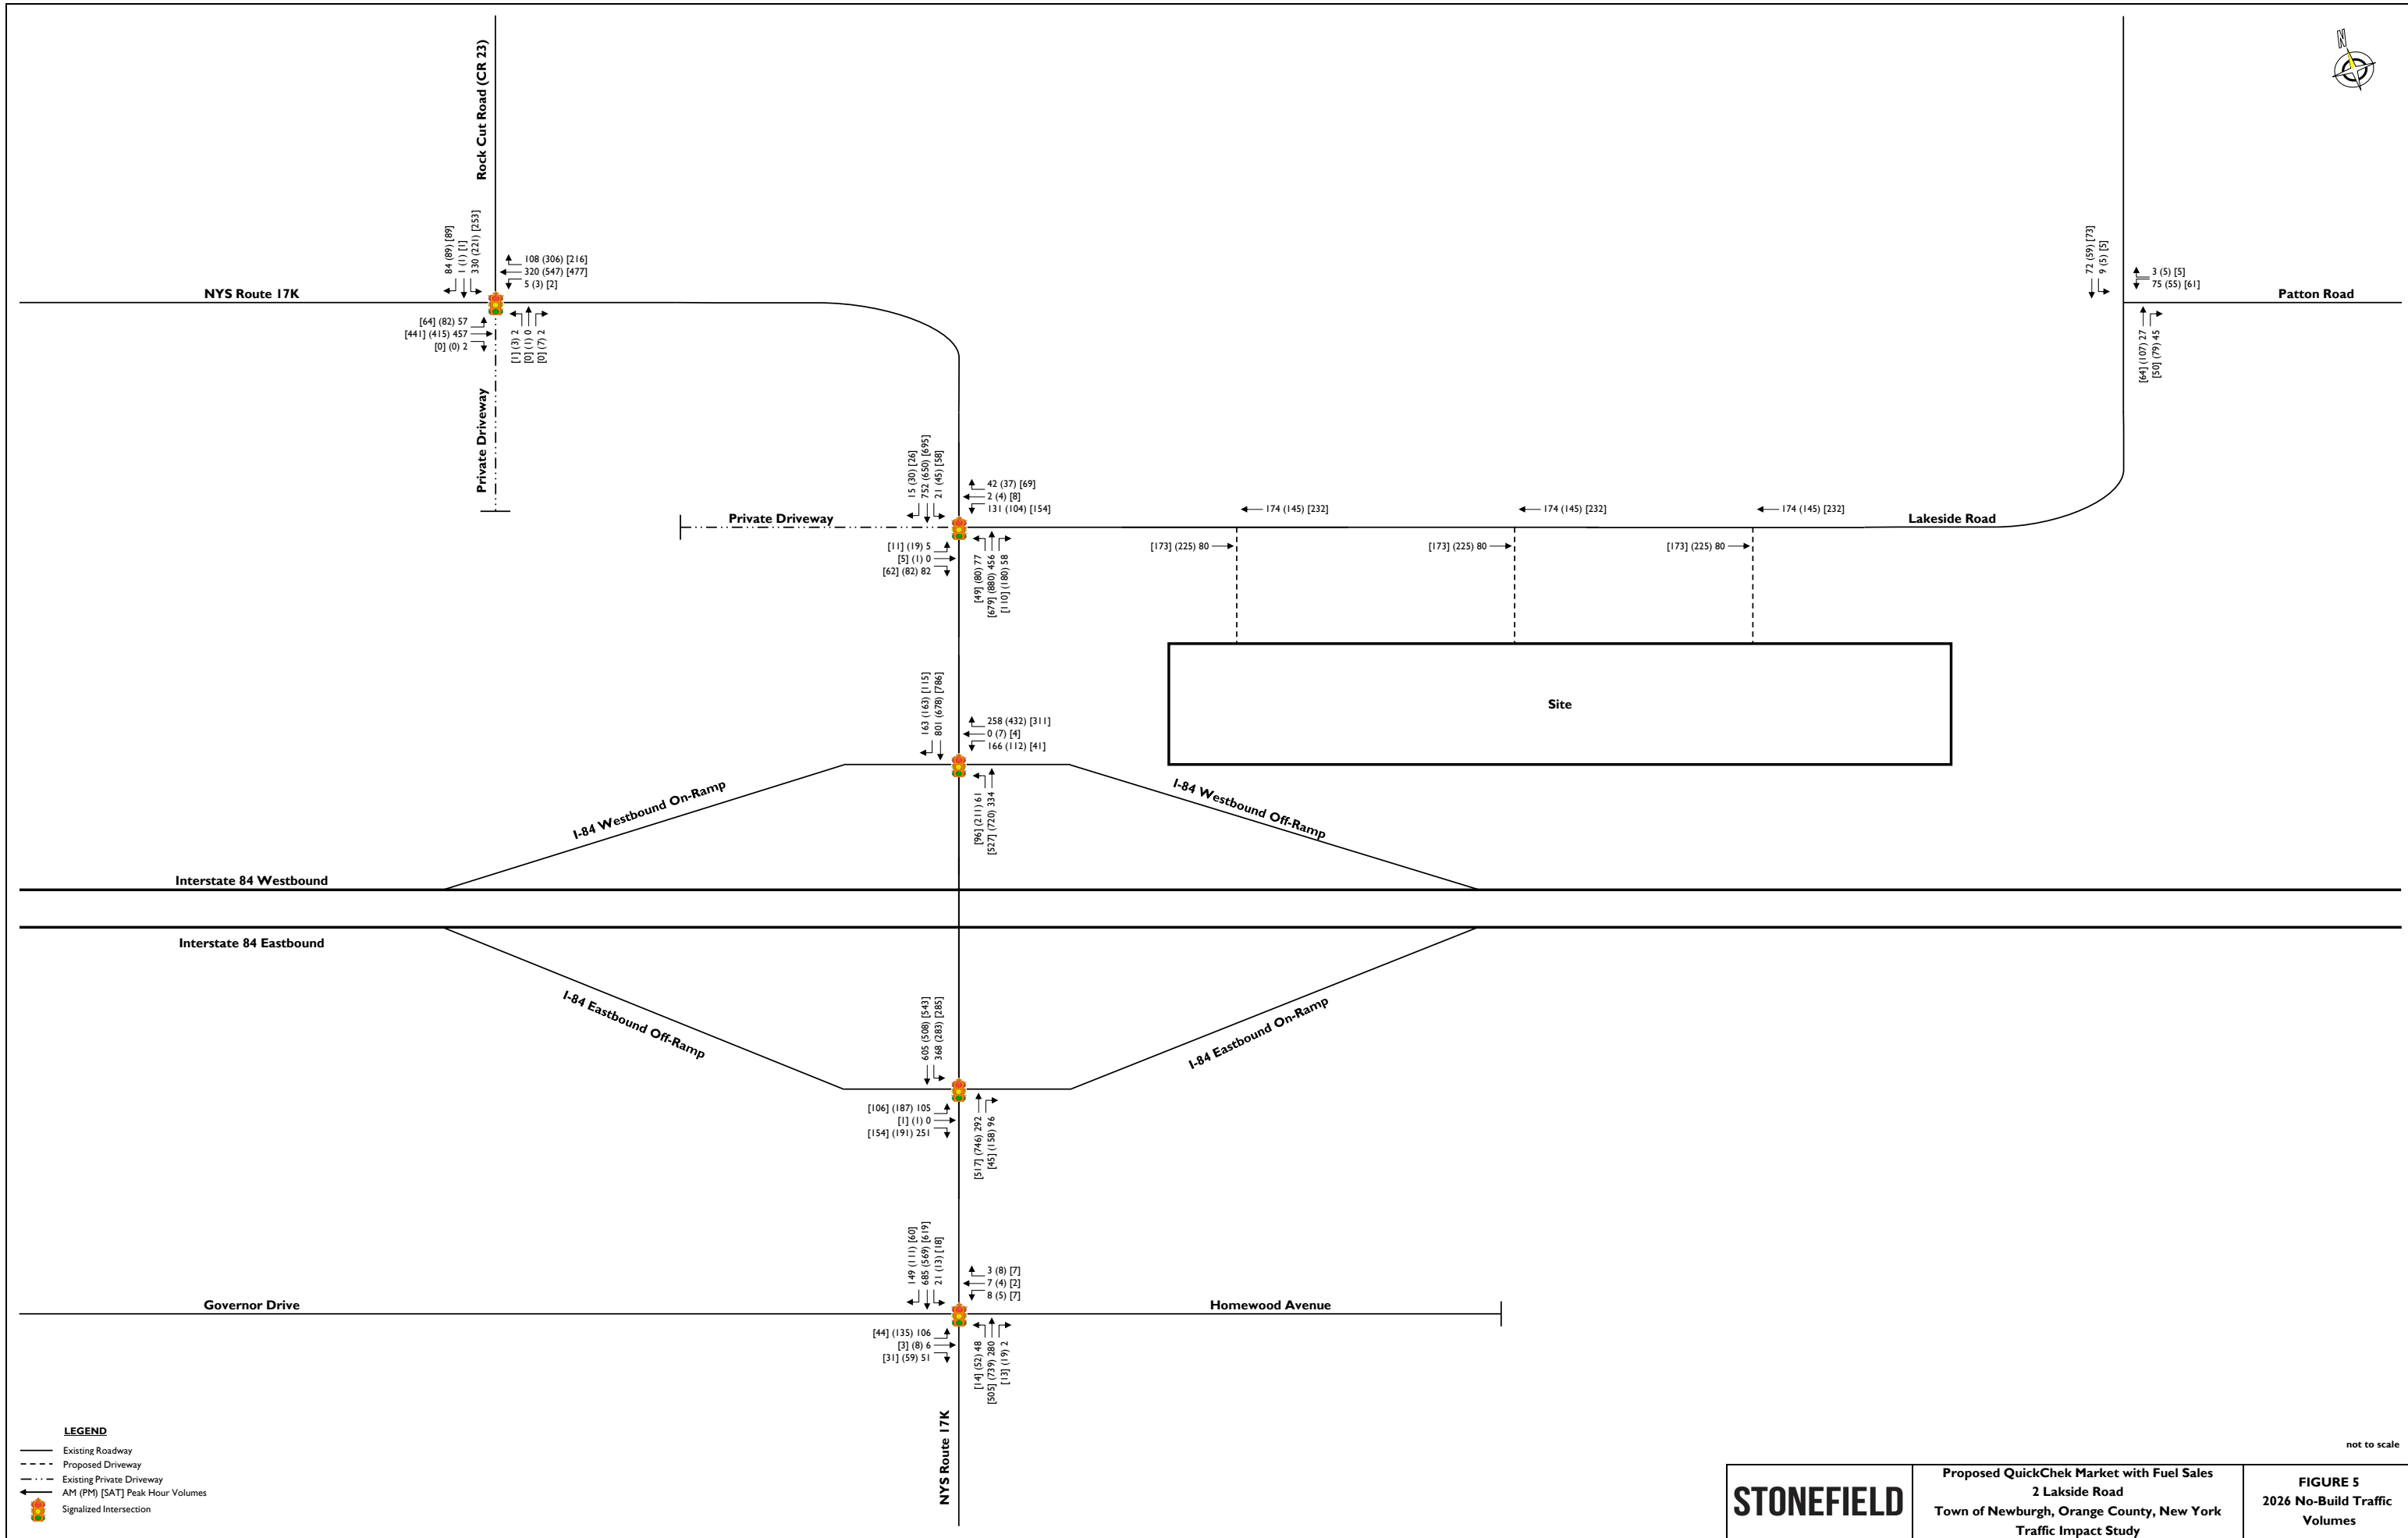 N
Rock Cut Road (CR 23)
84 (89) [89]
1 (1) [1]
330 (221) [253]
108 (306) [216]
320 (547) [477]
5 (3) [2]
NYS Route 17K
[64] (82) 57
[441] (415) 457
[0] (0) 2
[1] (3) 2
[0] (1) 0
[0] (7) 2
Private Driveway
72 (59) [73]
9 (5) [5]
3 (5) [5]
75 (55) [61]
Patton Road
[64] (107) 27
[50] (79) 45
15 (30) [26]
752 (650) [695]
21 (45) [58]
42 (37) [69]
2 (4) [8]
131 (104) [154]
Private Driveway
[11] (19) 5
[5] (1) 0
[62] (82) 82
[49] (80) 77
[679] (880) 456
[110] (180) 58
174 (145) [232]
174 (145) [232]
174 (145) [232]
Lakeside Road
[173] (225) 80
[173] (225) 80
[173] (225) 80
Site
163 (163) [115]
801 (678) [786]
258 (432) [311]
0 (7) [4]
166 (112) [41]
[96] (211) 61
[527] (720) 334
I-84 Westbound On-Ramp
I-84 Westbound Off-Ramp
Interstate 84 Westbound
Interstate 84 Eastbound
I-84 Eastbound Off-Ramp
I-84 Eastbound On-Ramp
605 (508) [543]
368 (283) [285]
[106] (187) 105
[1] (1) 0
[154] (191) 251
[517] (746) 292
[45] (158) 96
149 (111) [60]
685 (569) [619]
21 (13) [18]
3 (8) [7]
7 (4) [2]
8 (5) [7]
Governor Drive
Homewood Avenue
[44] (135) 106
[3] (8) 6
[31] (59) 51
[14] (52) 48
[505] (739) 280
[13] (19) 2
NYS Route 17K
LEGEND
Existing Roadway
Proposed Driveway
Existing Private Driveway
AM (PM) [SAT] Peak Hour Volumes
Signalized Intersection
not to scale
STONEFIELD
Proposed QuickChek Market with Fuel Sales
2 Lakside Road
Town of Newburgh, Orange County, New York
Traffic Impact Study
FIGURE 5
2026 No-Build Traffic
Volumes